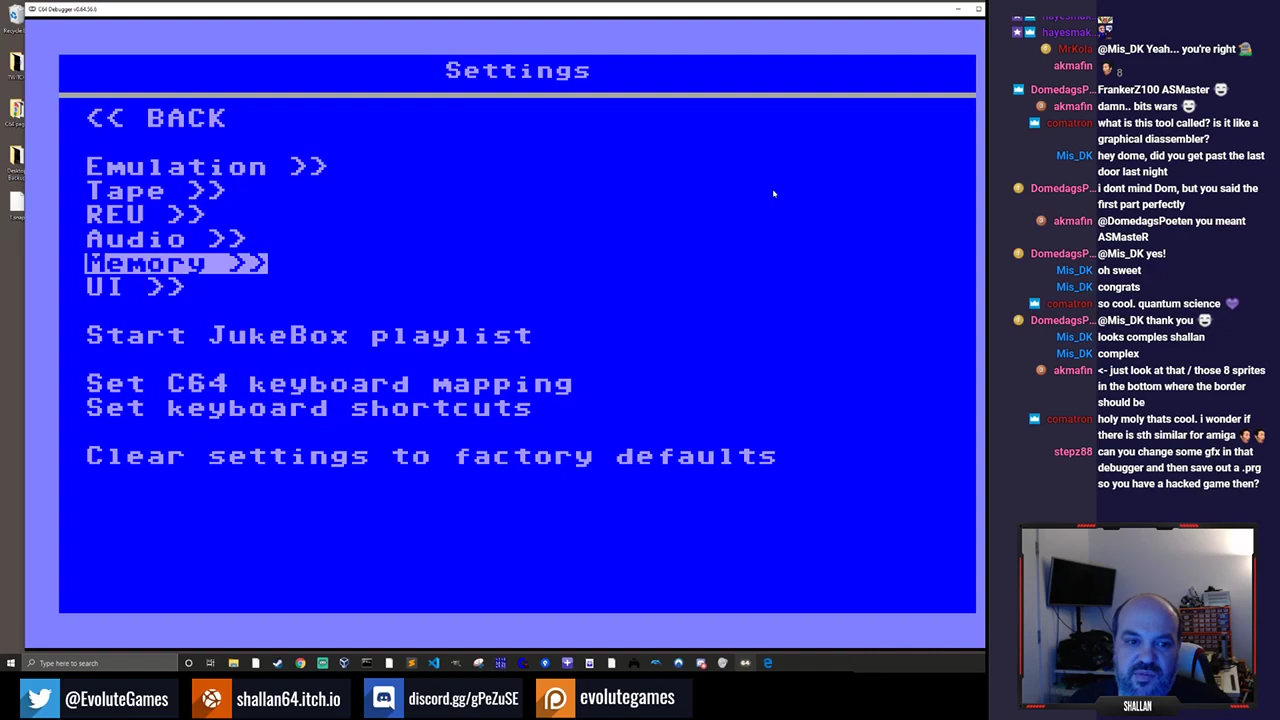 C64 Debugger v0.64.56.6
Settings
<< BACK
Emulation >>
Tape >>
REU >>
Audio >>
Memory >>
UI >>
Start JukeBox playlist
Set C64 keyboard mapping
Set keyboard shortcuts
Clear settings to factory defaults
hayesmak...
MrKola @Mis_DK Yeah... you're right
akmafin
8
DomedagsP... FrankerZ100 ASMaster
akmafin damn.. bits wars
comatron what is this tool called? is it like a
graphical diassembler?
Mis_DK hey dome, did you get past the last
door last night
DomedagsP... i dont mind Dom, but you said the
first part perfectly
akmafin @DomedagsPoeten you meant
ASMasteR
DomedagsP... @Mis_DK yes!
Mis_DK oh sweet
Mis_DK congrats
comatron so cool. quantum science
DomedagsP... @Mis_DK thank you
Mis_DK looks comples shallan
Mis_DK complex
akmafin <- just look at that / those 8 sprites
in the bottom where the border
should be
comatron holy moly thats cool. i wonder if
there is sth similar for amiga
stepz88 can you change some gfx in that
debugger and then save out a .prg
so you have a hacked game then?
Type here to search
@EvoluteGames
shallan64.itch.io
discord.gg/gPeZuSE
evolutegames
SHALLAN